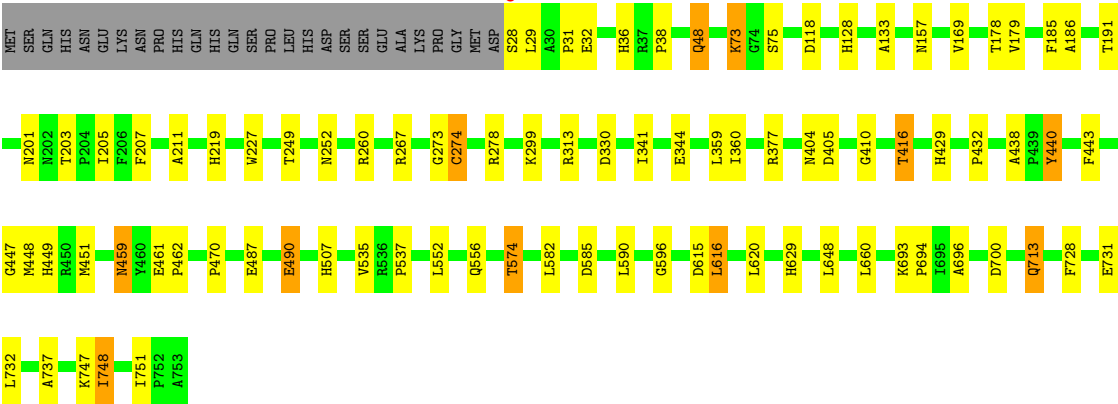 MET SER GLN HIS ASN GLU LYS ASN PRO HIS GLN HIS GLN SER PRO LEU HIS ASP SER SER GLU ALA LYS PRO GLY MET ASP S28 L29 A30 P31 E32 H36 R37 P38 Q48 K73 G74 S75 D118 H128 A133 N157 V169 T178 V179 F185 A186 T191
N201 N202 T203 P204 I205 F206 F207 A211 H219 W227 T249 N252 R260 R267 G273 C274 R278 K299 R313 D330 I341 E344 L359 I360 R377 N404 D405 G410 T416 H429 P432 A438 P439 Y440 F443
G447 M448 H449 R450 M451 N459 Y460 E461 P462 P470 E487 E490 H507 V535 R536 P537 L552 Q556 T574 L582 D585 L590 G596 D615 L616 L620 H629 L648 L660 K693 P694 I695 A696 D700 Q713 F728 E731
L732 A737 K747 I748 I751 P752 A753